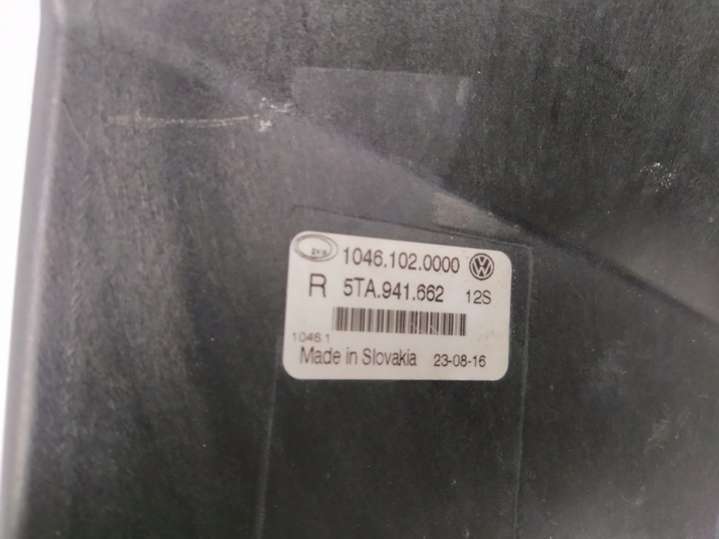 1046.102.0000
R 5TA.941.662 12S
1046.1
Made in Slovakia 23-08-16